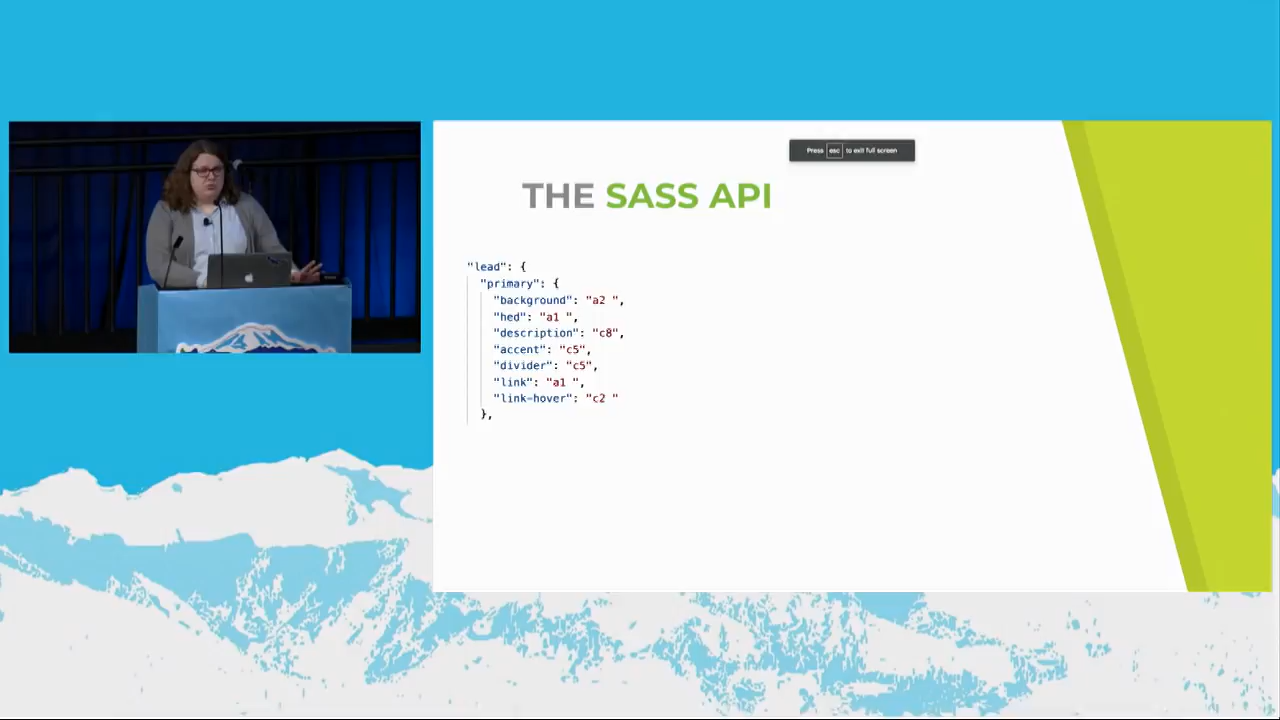 Press esc to exit full screen
THE SASS API
"lead": {
"primary": {
"background": "a2 ",
"hed": "a1 ",
"description": "c8",
"accent": "c5",
"divider": "c5",
"link": "a1 ",
"link-hover": "c2 "
},